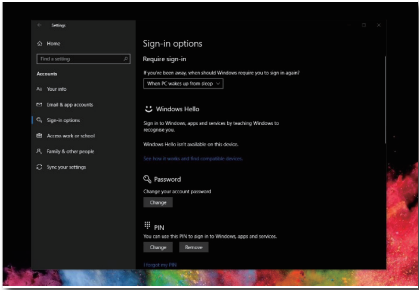 Settings
Home
Find a setting
Accounts
Your info
Email & app accounts
Sign-in options
Access work or school
Family & other people
Sync your settings
Sign-in options
Require sign-in
If you've been away, when should Windows require you to sign in again?
When PC wakes up from sleep
Windows Hello
Sign in to Windows, apps and services by teaching Windows to
recognise you.
Windows Hello isn't available on this device.
See how it works and find compatible devices.
Password
Change your account password
Change
PIN
You can use this PIN to sign in to Windows, apps and services.
Change Remove
I forgot my PIN